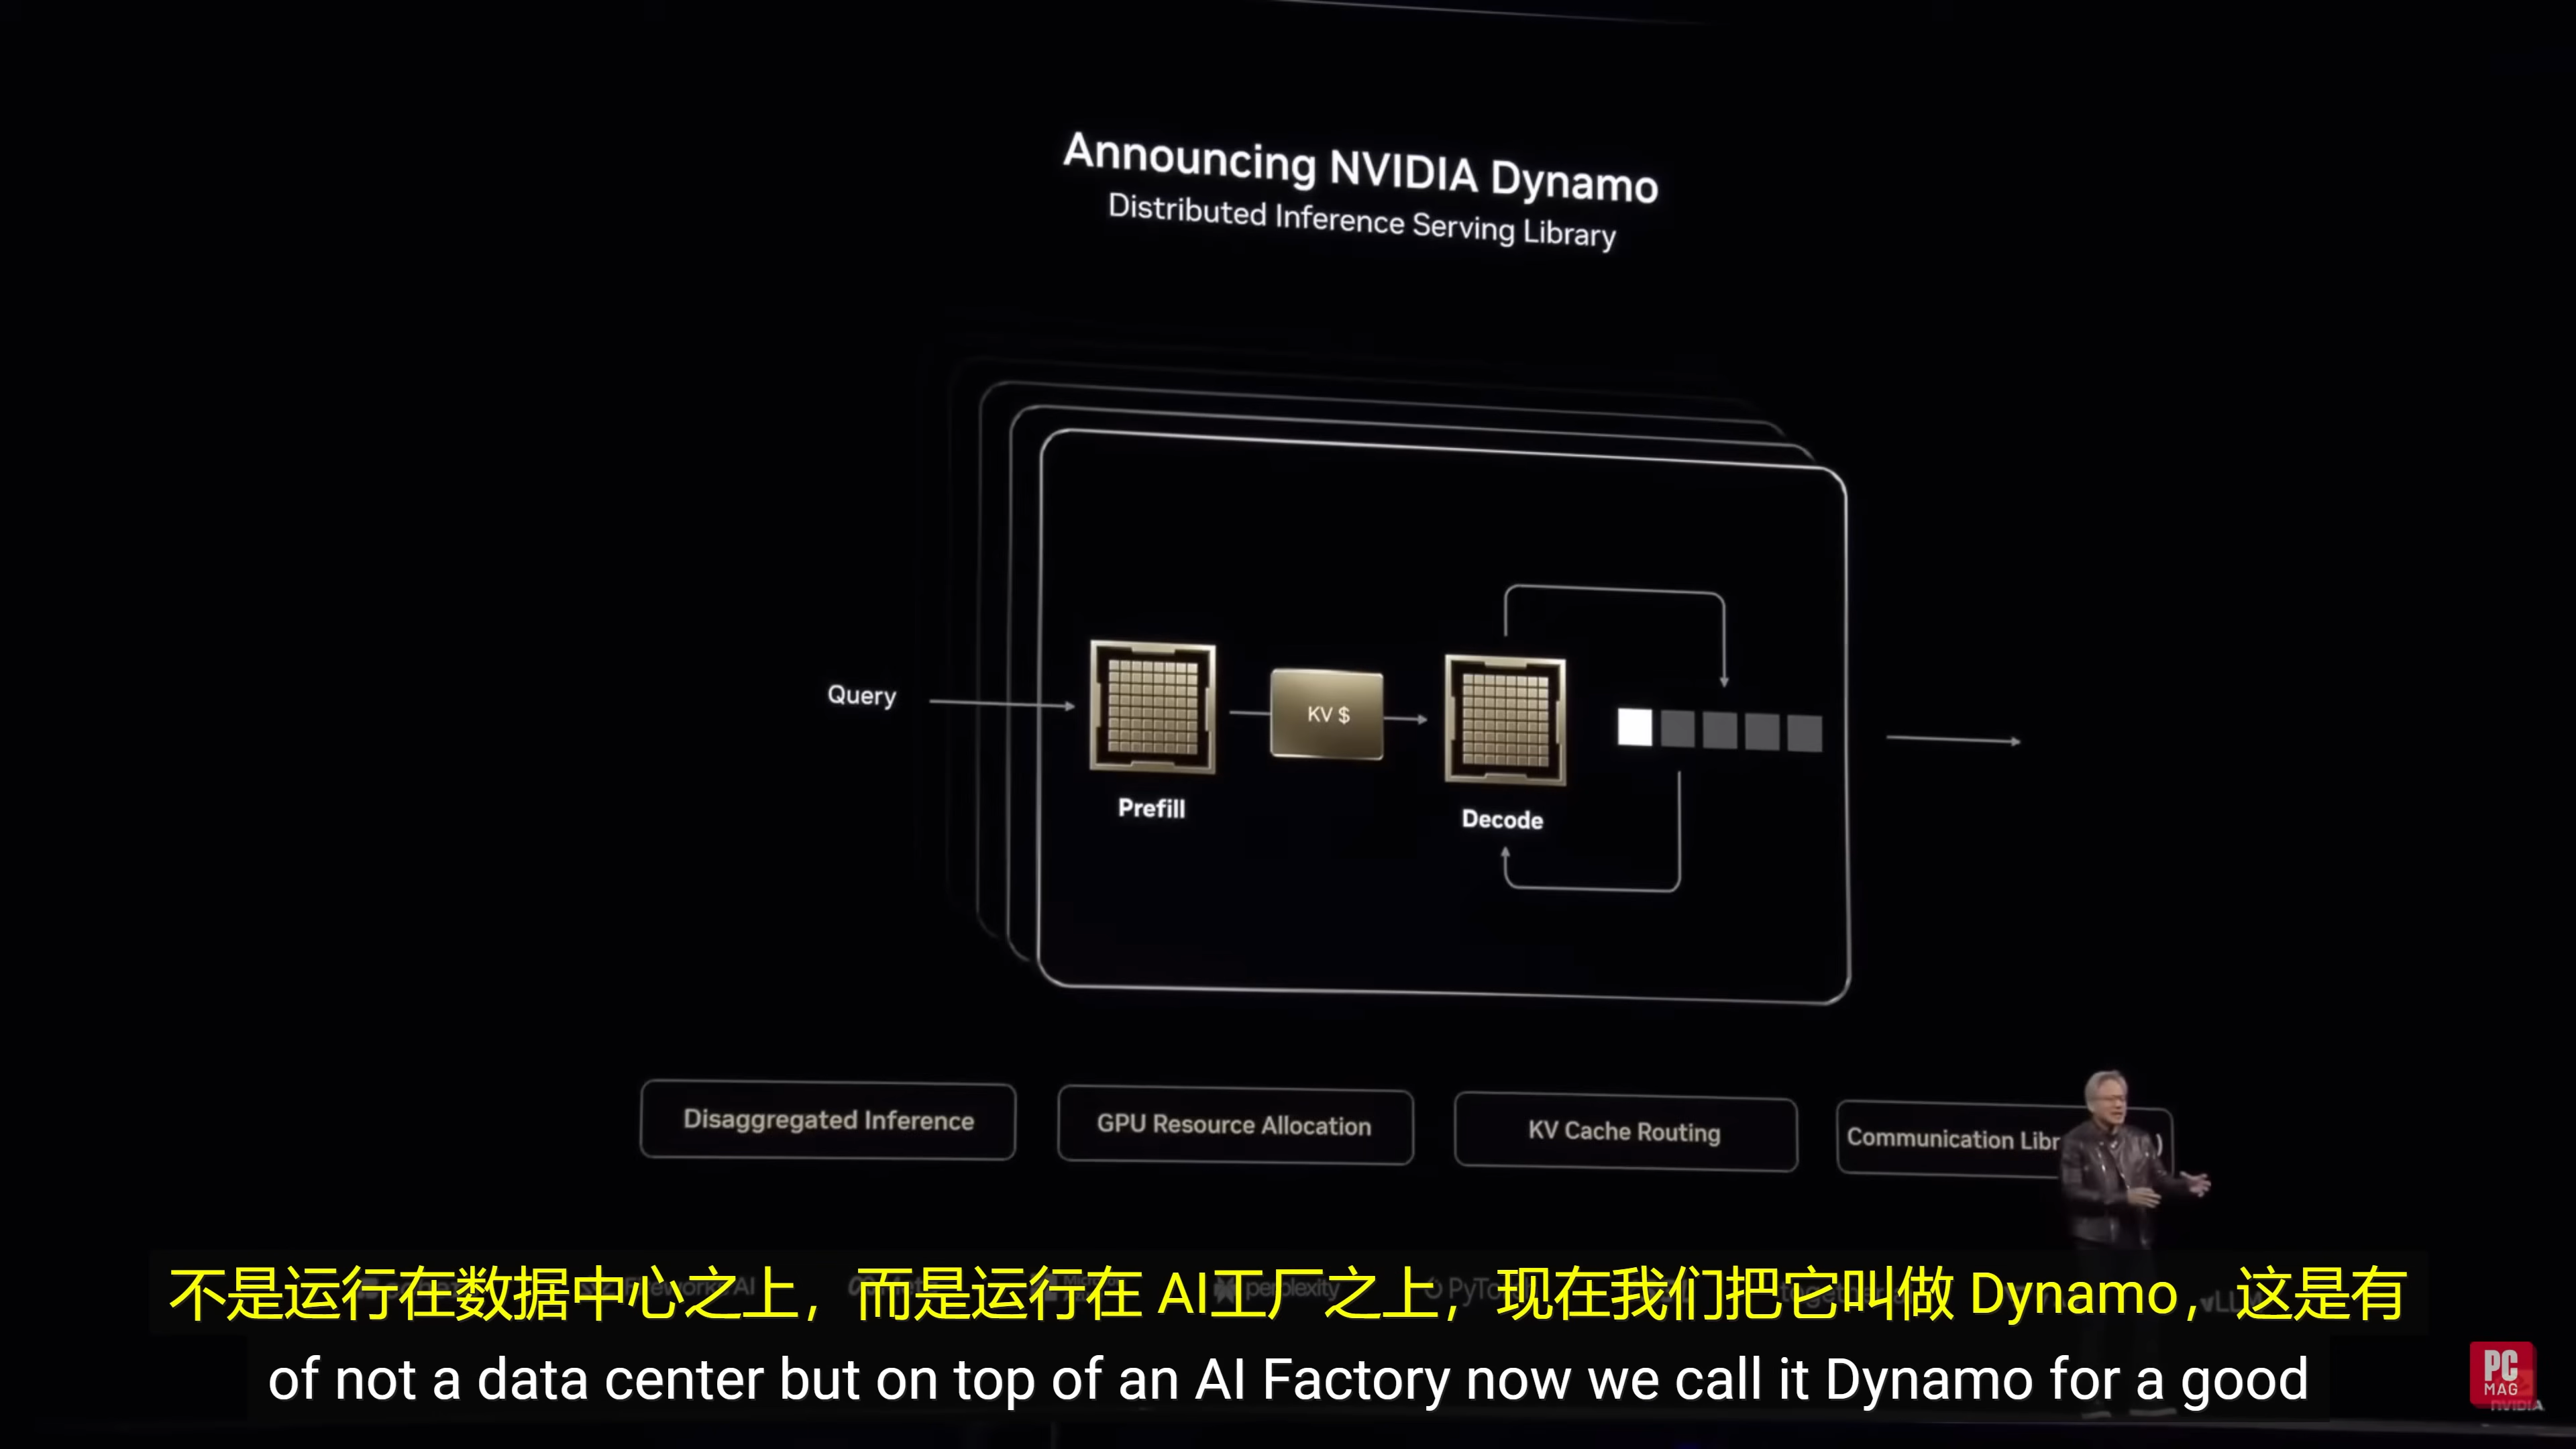 Announcing NVIDIA Dynamo
Distributed Inference Serving Library
Query
KV $
Prefill
Decode
Disaggregated Inference
GPU Resource Allocation
KV Cache Routing
Communication
perplexity
不是运行在数据中心之上，而是运行在 AI工厂之上，现在我们把它叫做 Dynamo，这是有
of not a data center but on top of an AI Factory now we call it Dynamo for a good
PC
MAG
NVIDIA